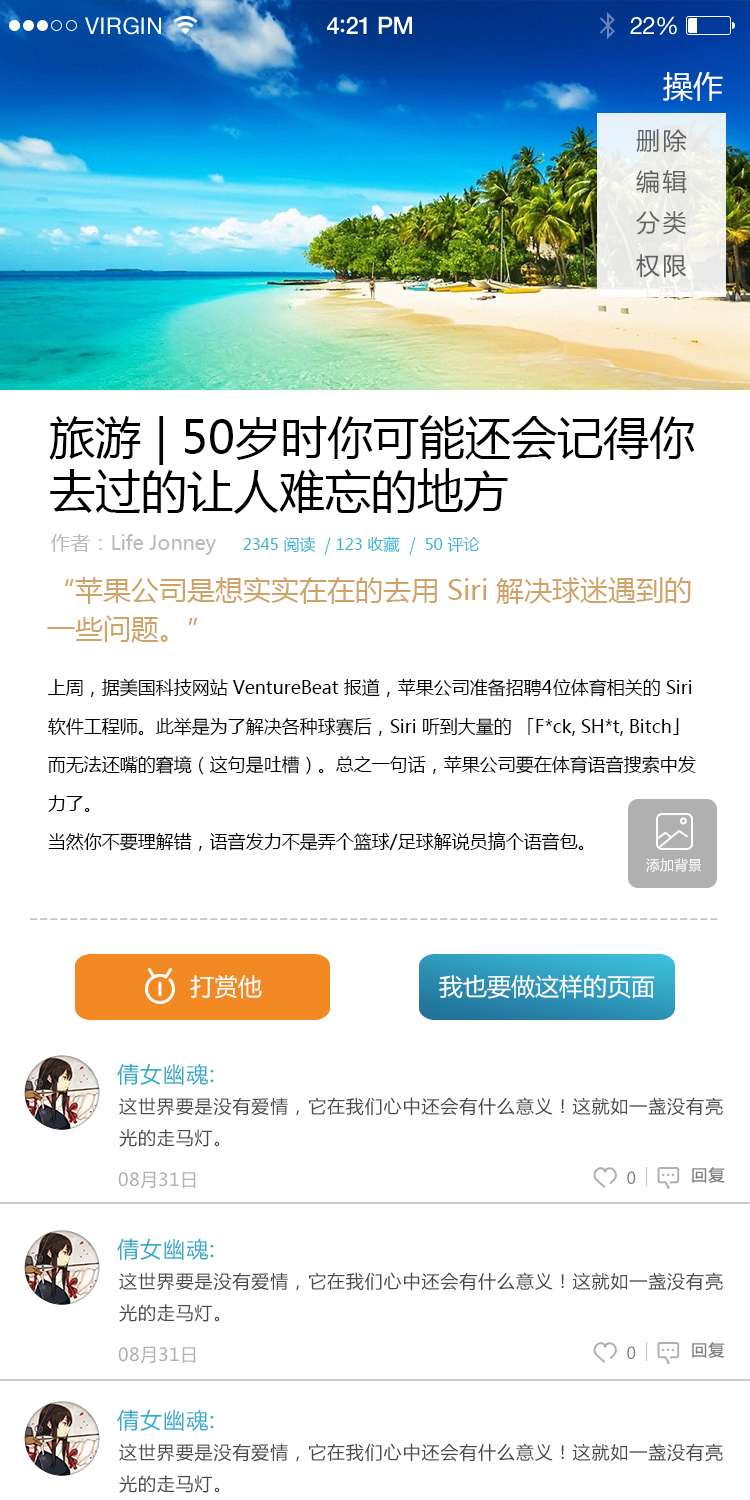 VIRGIN 4:21 PM 22%
操作
删除
编辑
分类
权限
旅游 | 50岁时你可能还会记得你
去过的让人难忘的地方
作者：Life Jonney 2345 阅读 / 123 收藏 / 50 评论
“苹果公司是想实实在在的去用 Siri 解决球迷遇到的
一些问题。”
上周，据美国科技网站 VentureBeat 报道，苹果公司准备招聘4位体育相关的 Siri
软件工程师。此举是为了解决各种球赛后，Siri 听到大量的 「F*ck, SH*t, Bitch」
而无法还嘴的窘境（这句是吐槽）。总之一句话，苹果公司要在体育语音搜索中发
力了。
当然你不要理解错，语音发力不是弄个篮球/足球解说员搞个语音包。
添加背景
打赏他 我也要做这样的页面
倩女幽魂:
这世界要是没有爱情，它在我们心中还会有什么意义！这就如一盏没有亮
光的走马灯。
08月31日 0 回复
倩女幽魂:
这世界要是没有爱情，它在我们心中还会有什么意义！这就如一盏没有亮
光的走马灯。
08月31日 0 回复
倩女幽魂:
这世界要是没有爱情，它在我们心中还会有什么意义！这就如一盏没有亮
光的走马灯。